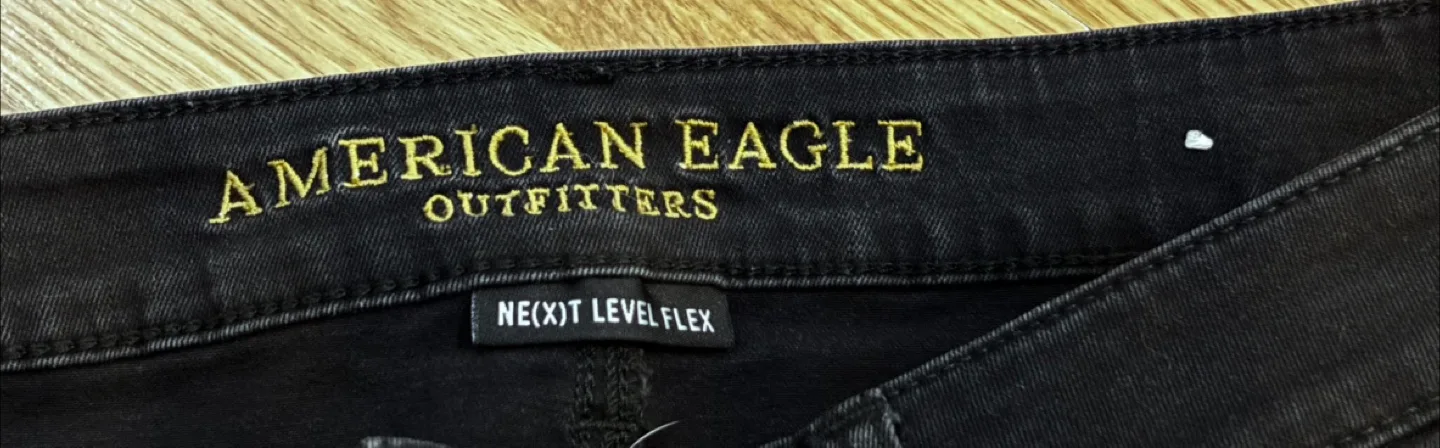 AMERICAN EAGLE
OUTFITTERS
NE(X)T LEVEL FLEX